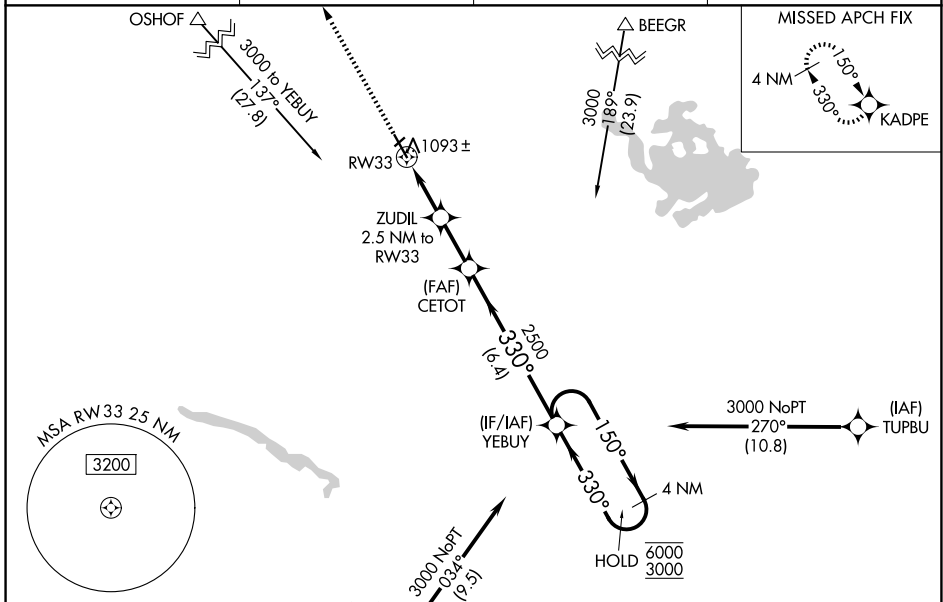 OSHOF
3000 to YEBUY
137°
(27.8)
BEEGR
3000
189°
(23.9)
MISSED APCH FIX
4 NM
150°
330°
KADPE
1093 ±
RW33
ZUDIL
2.5 NM to
RW33
(FAF)
CETOT
2500
330°
(6.4)
(IF/IAF)
YEBUY
150°
330°
4 NM
HOLD
6000
3000
3000 NoPT
270°
(10.8)
(IAF)
TUPBU
MSA RW33 25 NM
3200
3000 NoPT
034°
(9.5)